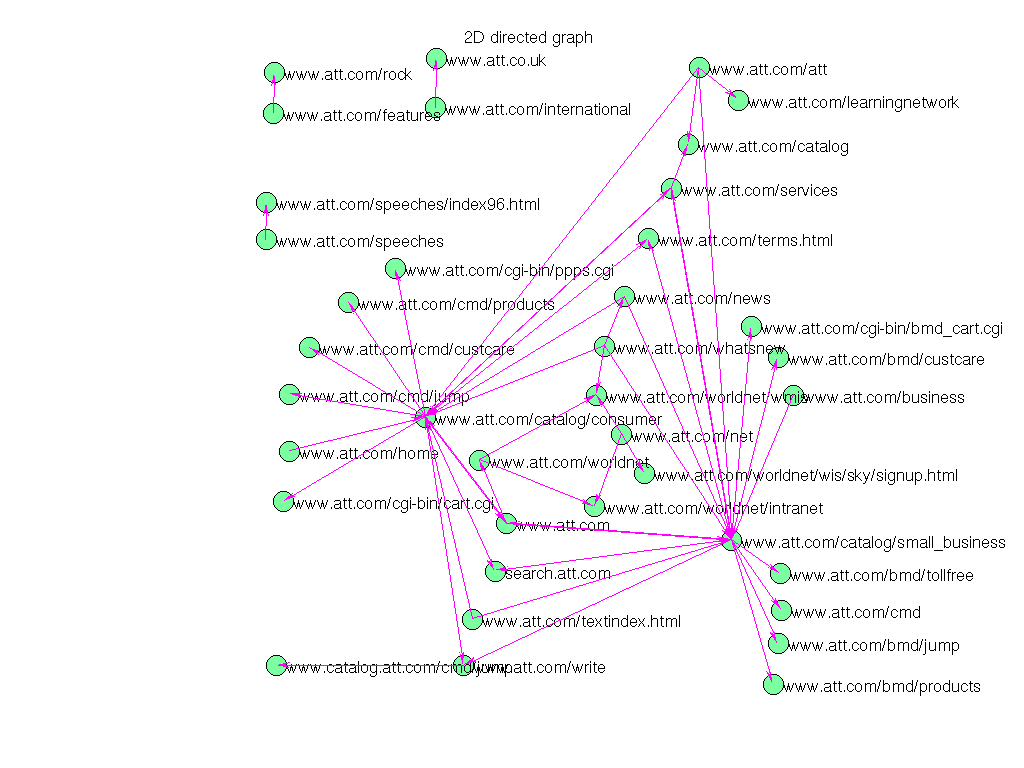 2D directed graph
www.att.co.uk
www.att.com/att
www.att.com/rock
www.att.com/learningnetwork
www.att.com/international
www.att.com/features
www.att.com/catalog
www.att.com/services
www.att.com/speeches/index96.html
www.att.com/terms.html
www.att.com/speeches
www.att.com/cgi-bin/ppps.cgi
www.att.com/news
www.att.com/cmd/products
www.att.com/cgi-bin/bmd_cart.cgi
www.att.com/whatsnew
www.att.com/cmd/custcare
www.att.com/bmd/custcare
www.att.com/cmd/jump
www.att.com/worldnet/wmis
www.att.com/business
www.att.com/catalog/consumer
www.att.com/net
www.att.com/home
www.att.com/worldnet
www.att.com/worldnet/wis/sky/signup.html
www.att.com/cgi-bin/cart.cgi
www.att.com/worldnet/intranet
www.att.com
www.att.com/catalog/small_business
search.att.com
www.att.com/bmd/tollfree
www.att.com/cmd
www.att.com/textindex.html
www.att.com/bmd/jump
www.catalog.att.com/cmd/jump
www.att.com/write
www.att.com/bmd/products